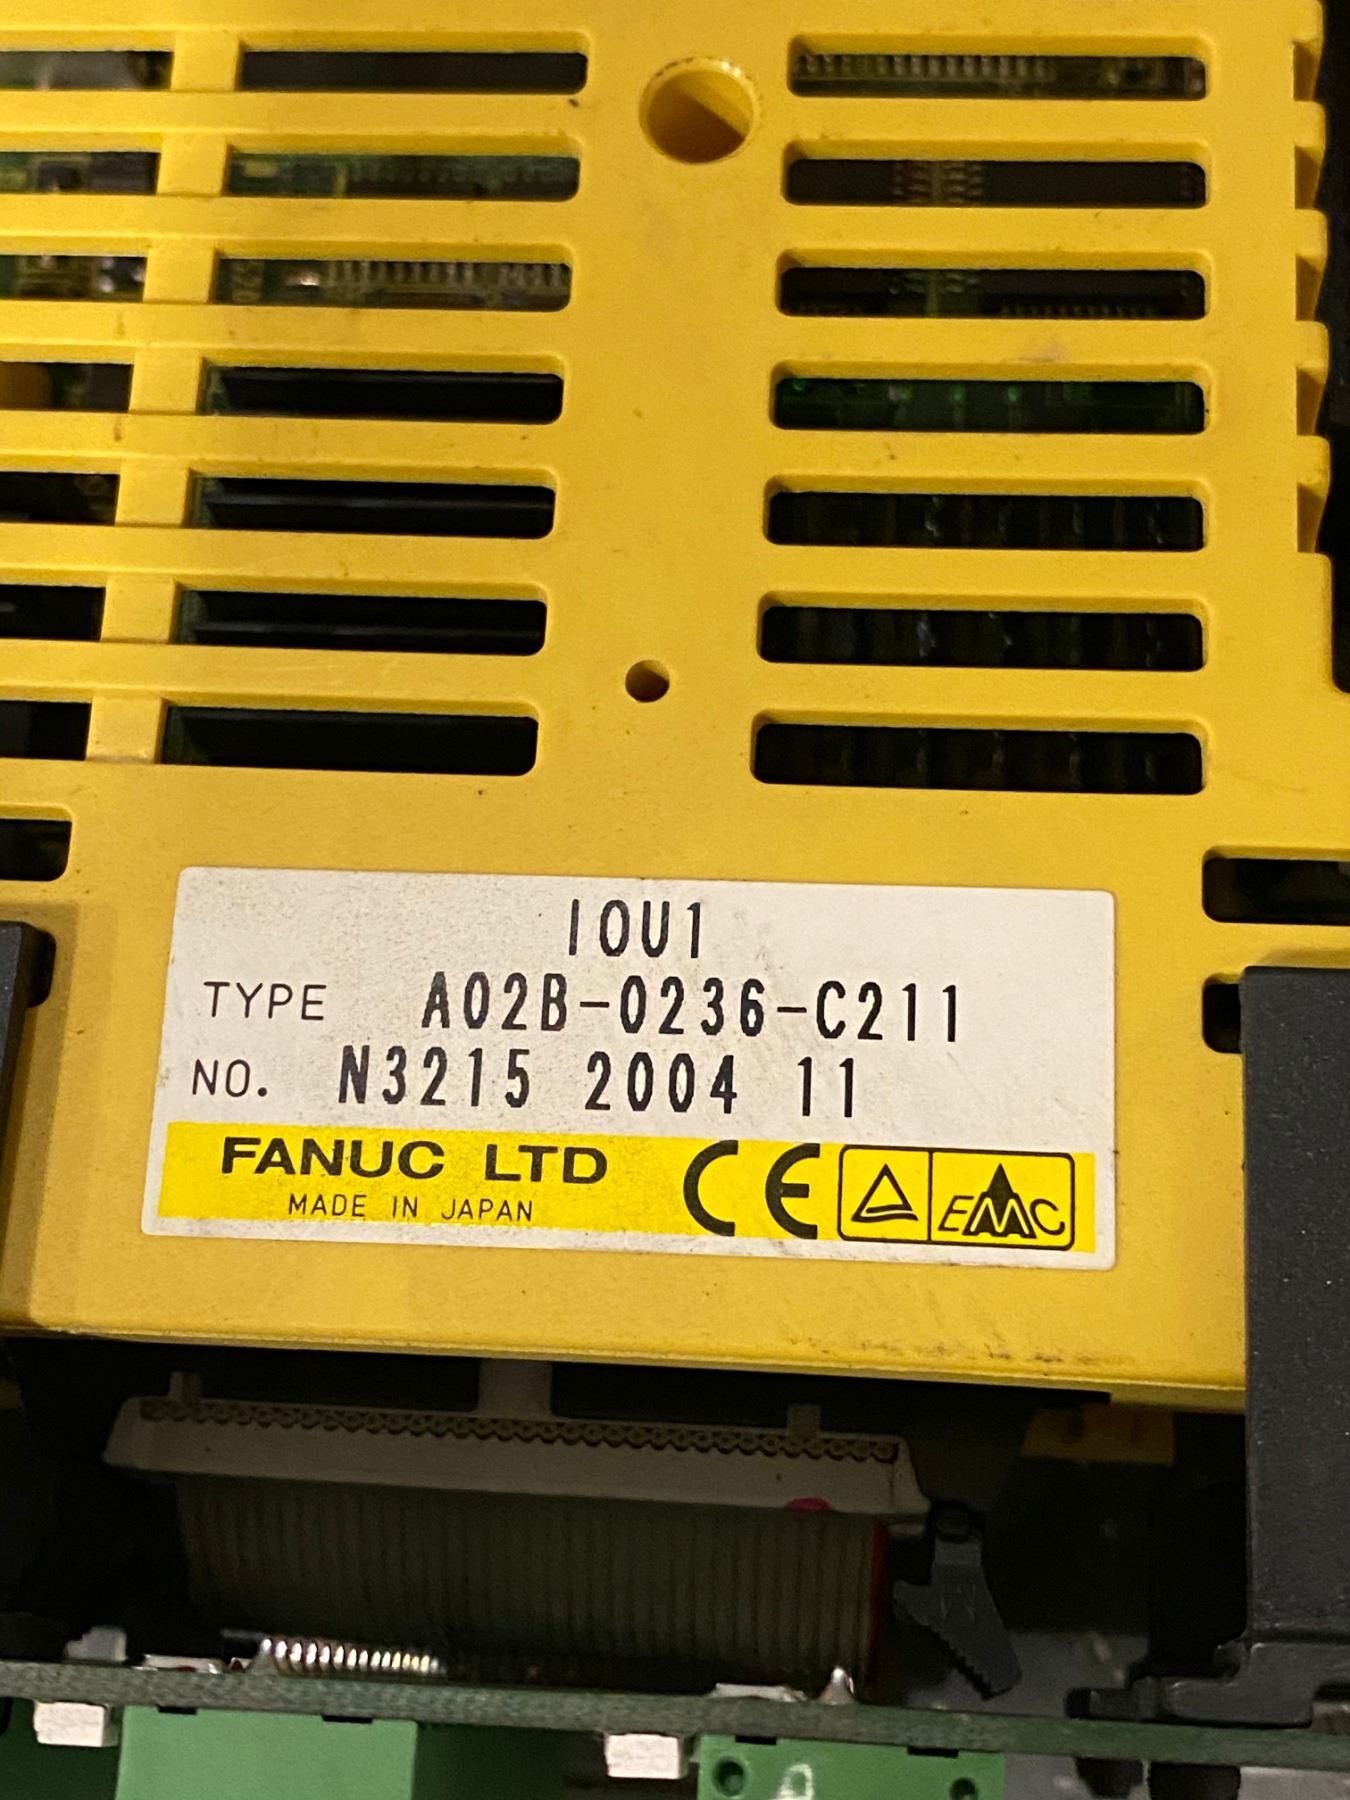 IOU1
TYPE A02B-0236-C211
NO. N3215 2004 11
FANUC LTD CE EMC
MADE IN JAPAN